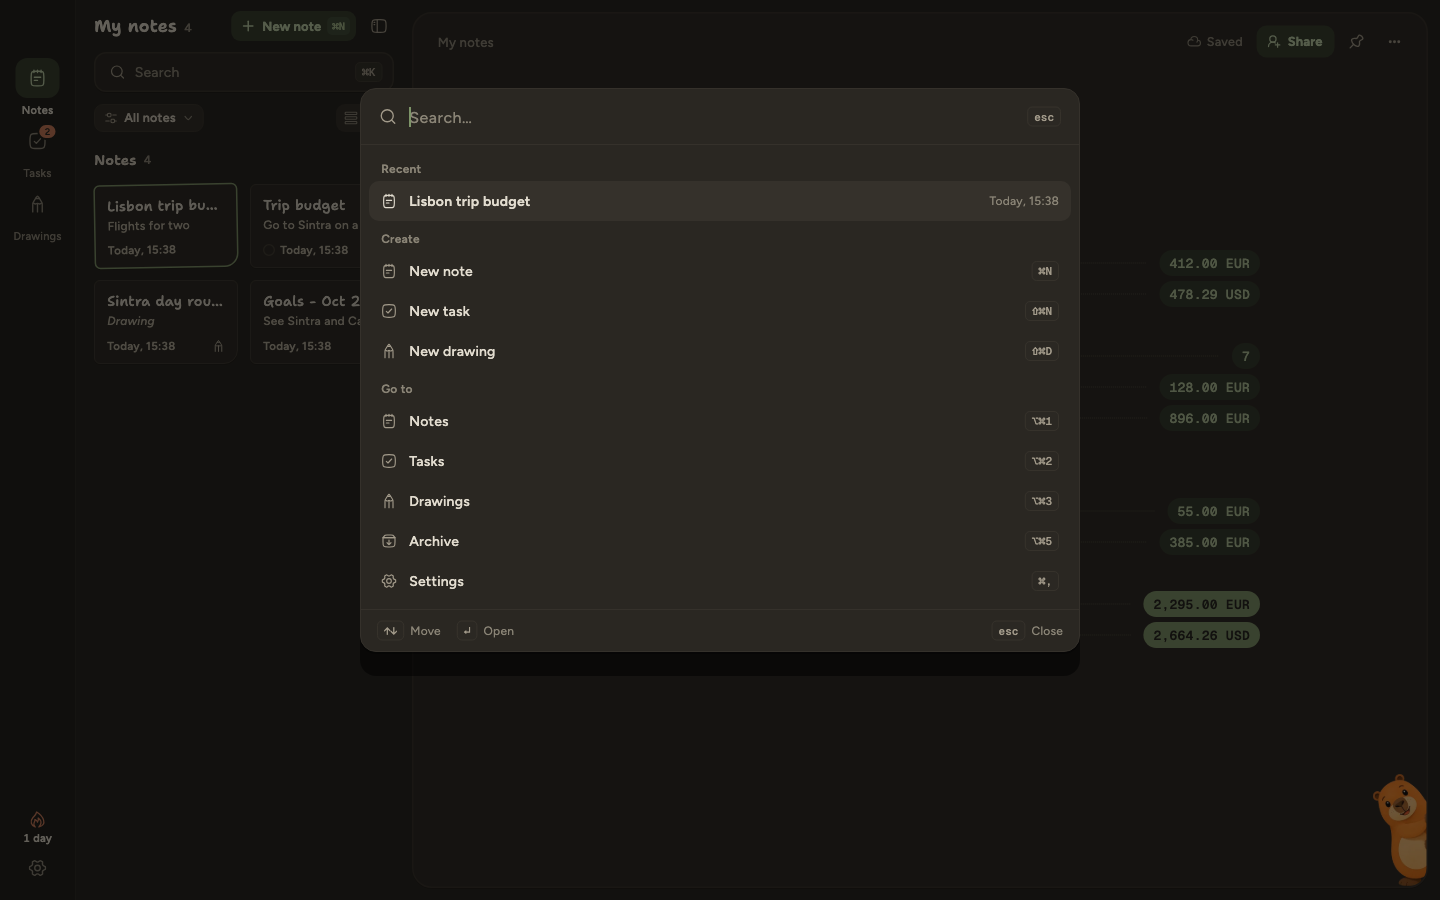 My notes 4
New note ⌘N
Search ⌘K
All notes
Notes 4
Lisbon trip bu...
Flights for two
Today, 15:38
Trip budget
Go to Sintra on a
Today, 15:38
Sintra day rou...
Drawing
Today, 15:38
Goals - Oct 2
See Sintra and Ca
Today, 15:38
Notes
2
Tasks
Drawings
1 day
My notes
Saved
Share
Search...
esc
Recent
Lisbon trip budget Today, 15:38
Create
New note ⌘N
New task ⇧⌘N
New drawing ⇧⌘D
Go to
Notes ⌥⌘1
Tasks ⌥⌘2
Drawings ⌥⌘3
Archive ⌥⌘5
Settings ⌘,
Move
Open
esc Close
412.00 EUR
478.29 USD
7
128.00 EUR
896.00 EUR
55.00 EUR
385.00 EUR
2,295.00 EUR
2,664.26 USD